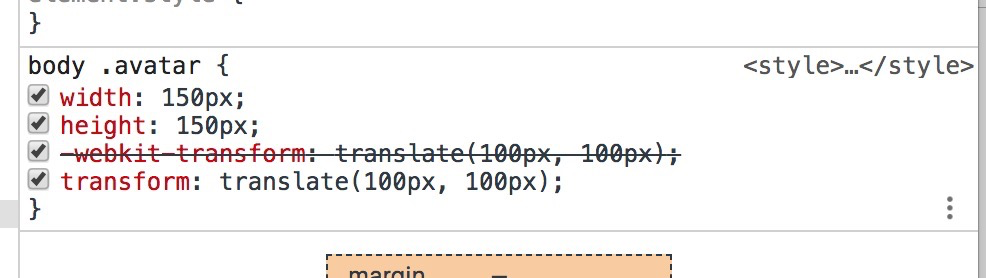 element.style {
}
body .avatar {
<style>…</style>
width: 150px;
height: 150px;
-webkit-transform: translate(100px, 100px);
transform: translate(100px, 100px);
}
margin –